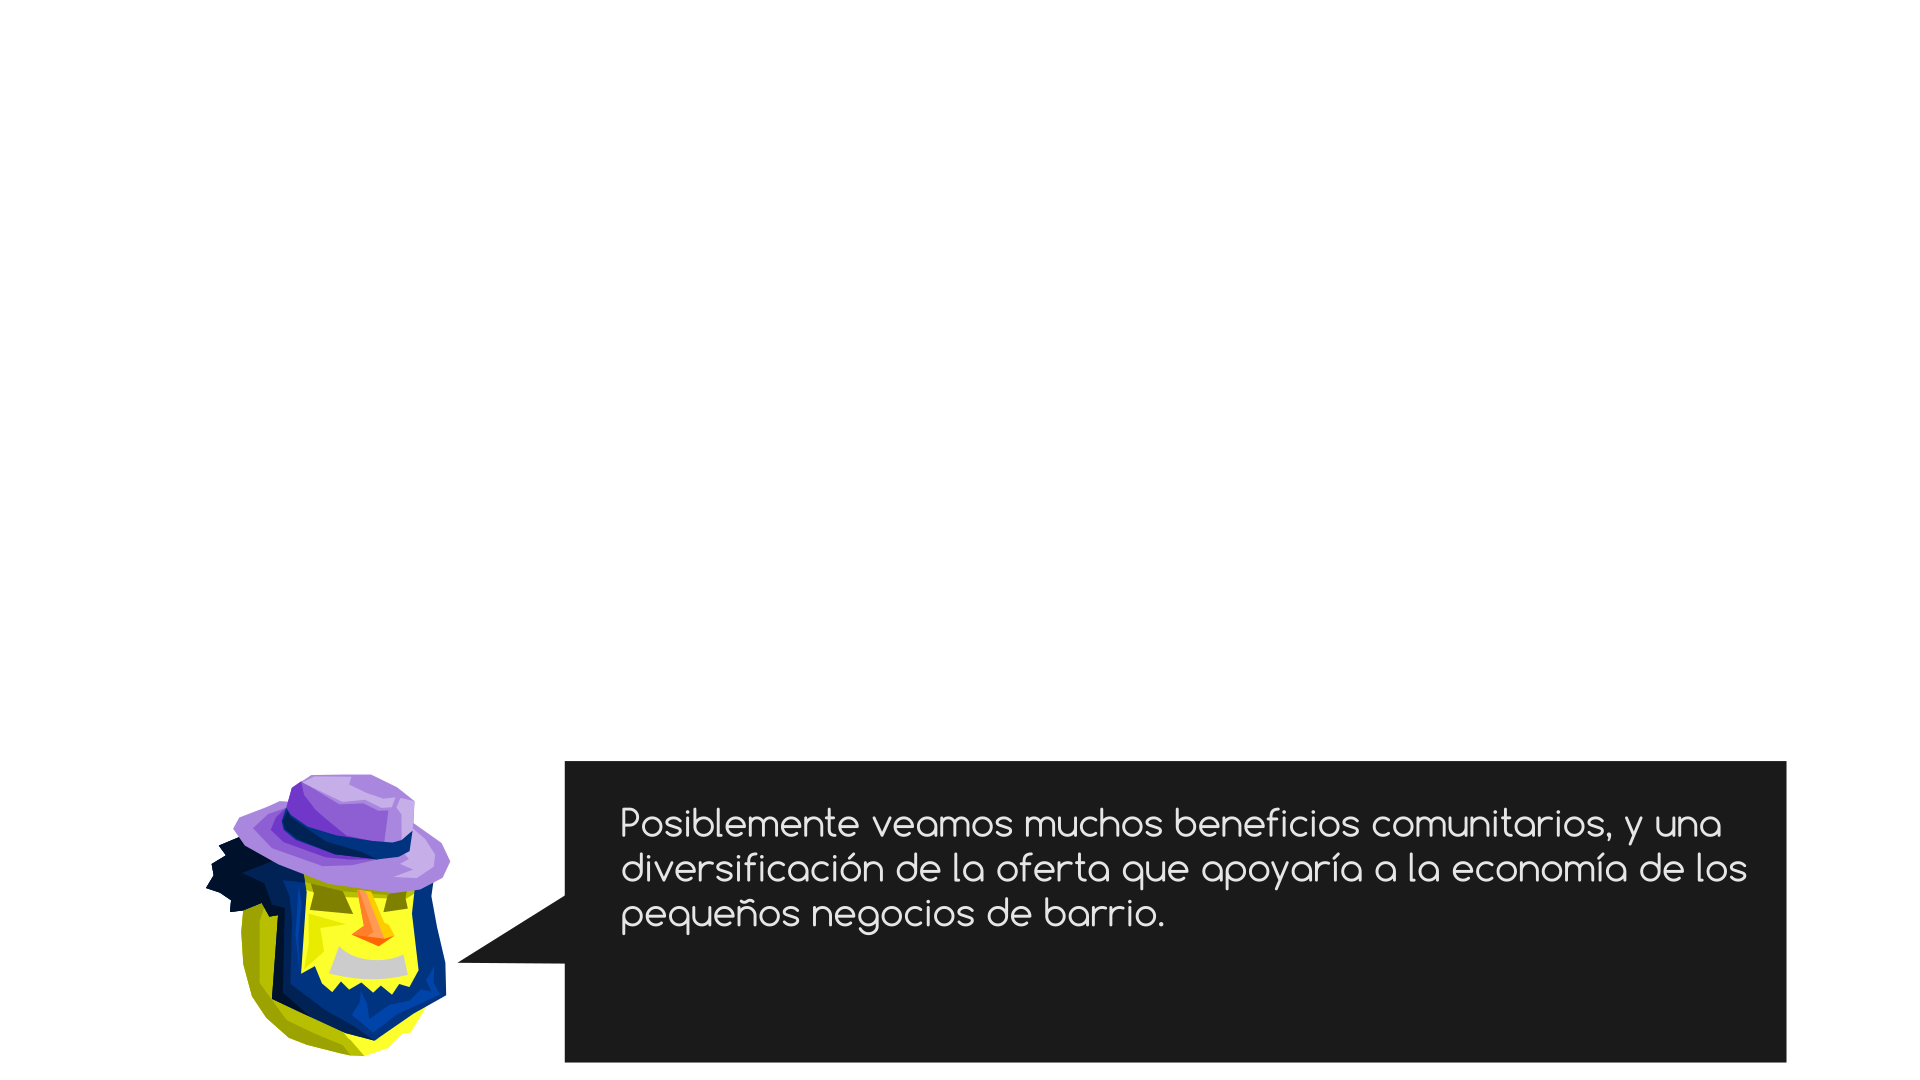 Posiblemente veamos muchos beneficios comunitarios, y una
diversificación de la oferta que apoyaría a la economía de los
pequeños negocios de barrio.